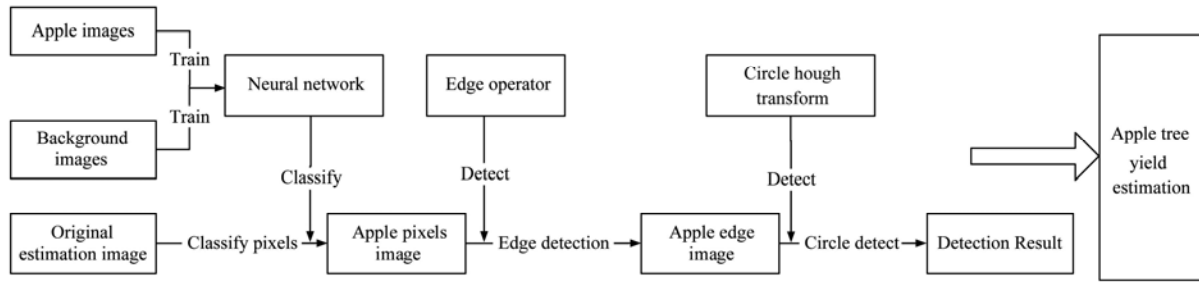 Apple images
Train
Neural network
Edge operator
Circle hough
transform
Train
Background
images
Classify
Detect
Detect
Apple tree
yield
estimation
Original
estimation image
Classify pixels
Apple pixels
image
Edge detection
Apple edge
image
Circle detect
Detection Result